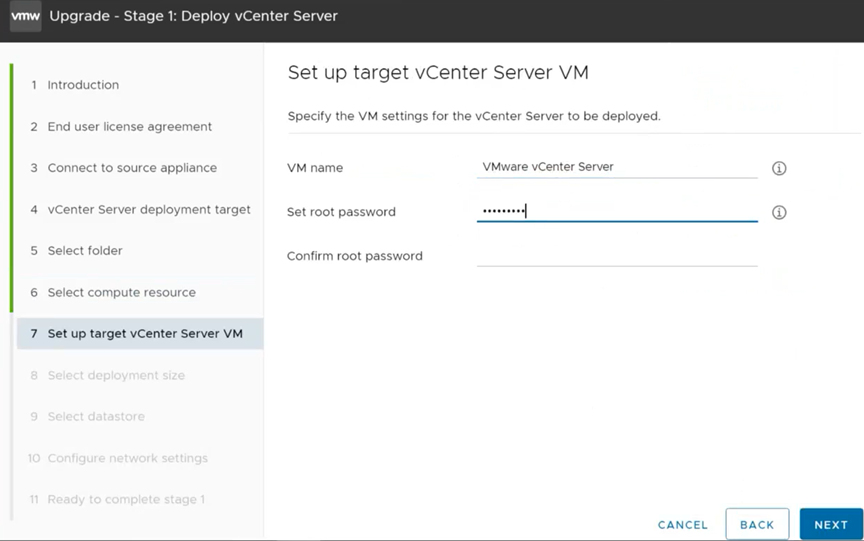 vmw Upgrade - Stage 1: Deploy vCenter Server
1 Introduction
2 End user license agreement
3 Connect to source appliance
4 vCenter Server deployment target
5 Select folder
6 Select compute resource
7 Set up target vCenter Server VM
8 Select deployment size
9 Select datastore
10 Configure network settings
11 Ready to complete stage 1
Set up target vCenter Server VM
Specify the VM settings for the vCenter Server to be deployed.
VM name VMware vCenter Server
Set root password •••••••••
Confirm root password
CANCEL BACK NEXT